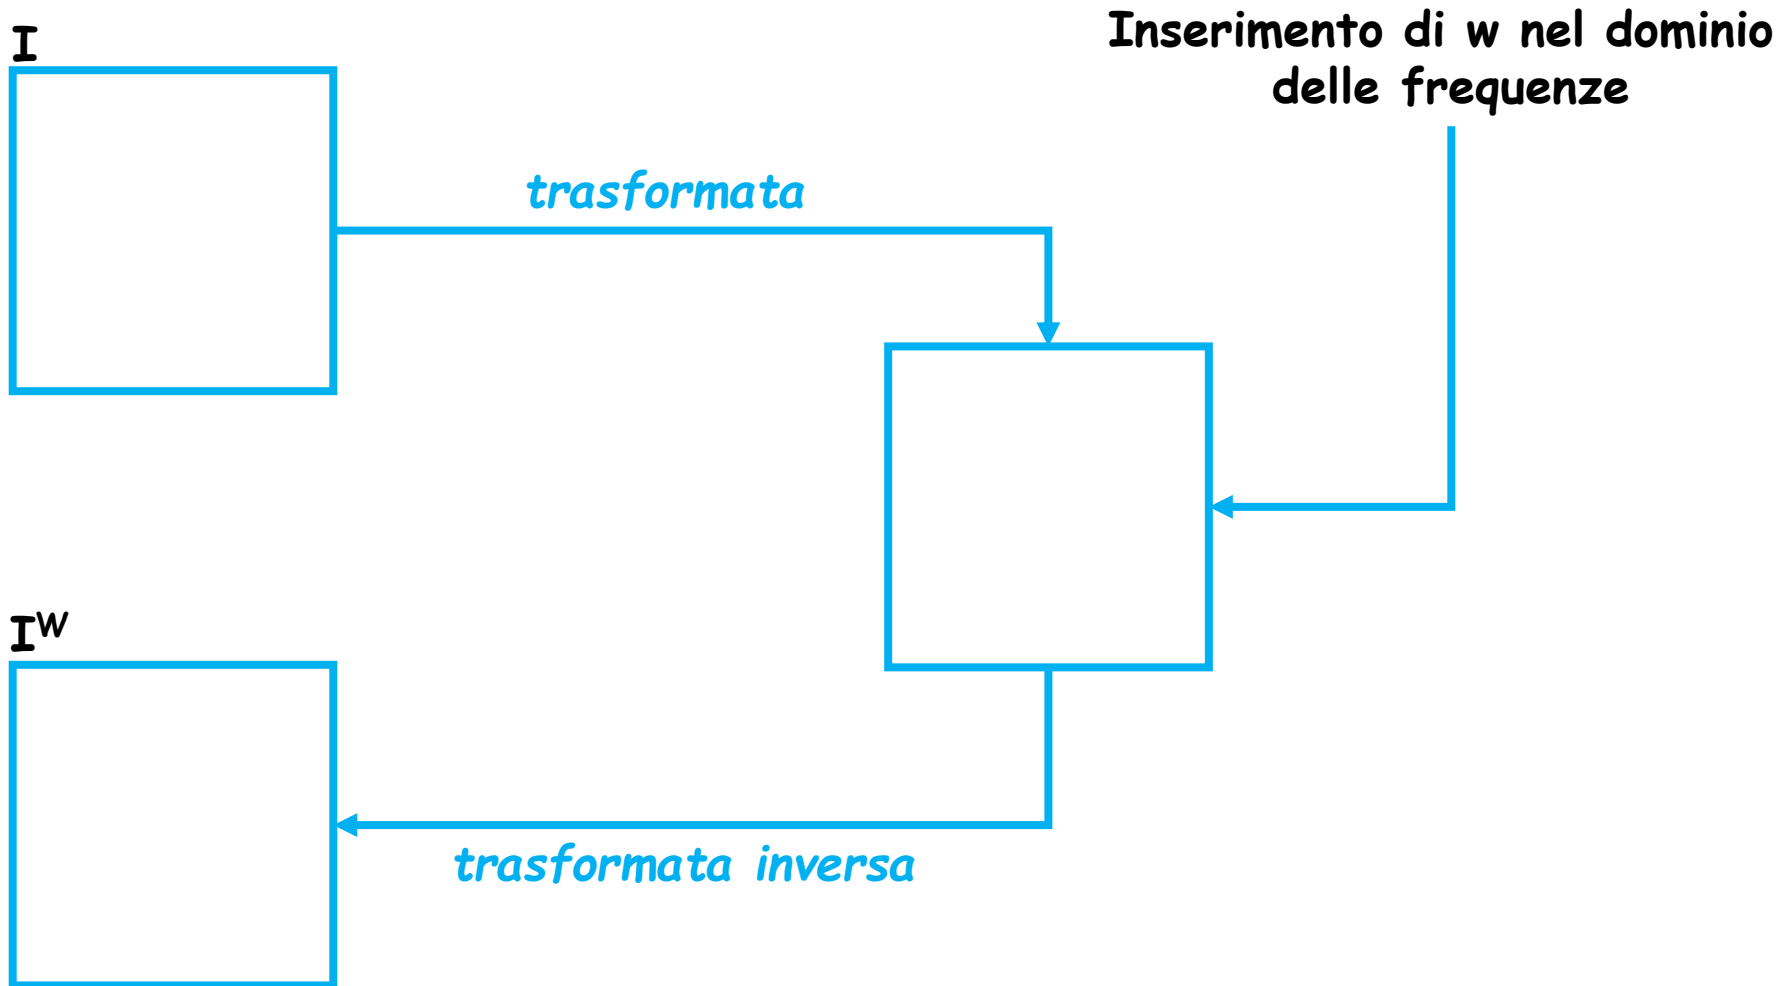 I
Inserimento di w nel dominio
delle frequenze
trasformata
I^W
trasformata inversa